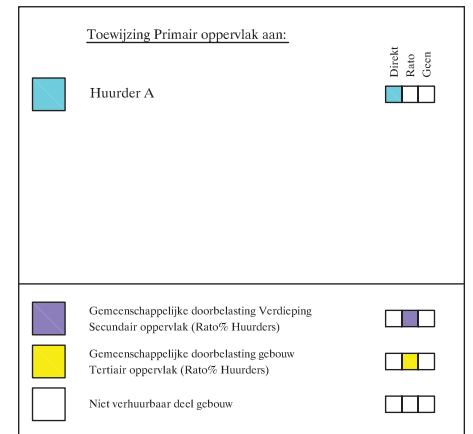 Toewijzing Primair oppervlak aan:
Direkt
Rato
Geen
Huurder A
Gemeenschappelijke doorbelasting Verdieping
Secundair oppervlak (Rato% Huurders)
Gemeenschappelijke doorbelasting gebouw
Tertiair oppervlak (Rato% Huurders)
Niet verhuurbaar deel gebouw